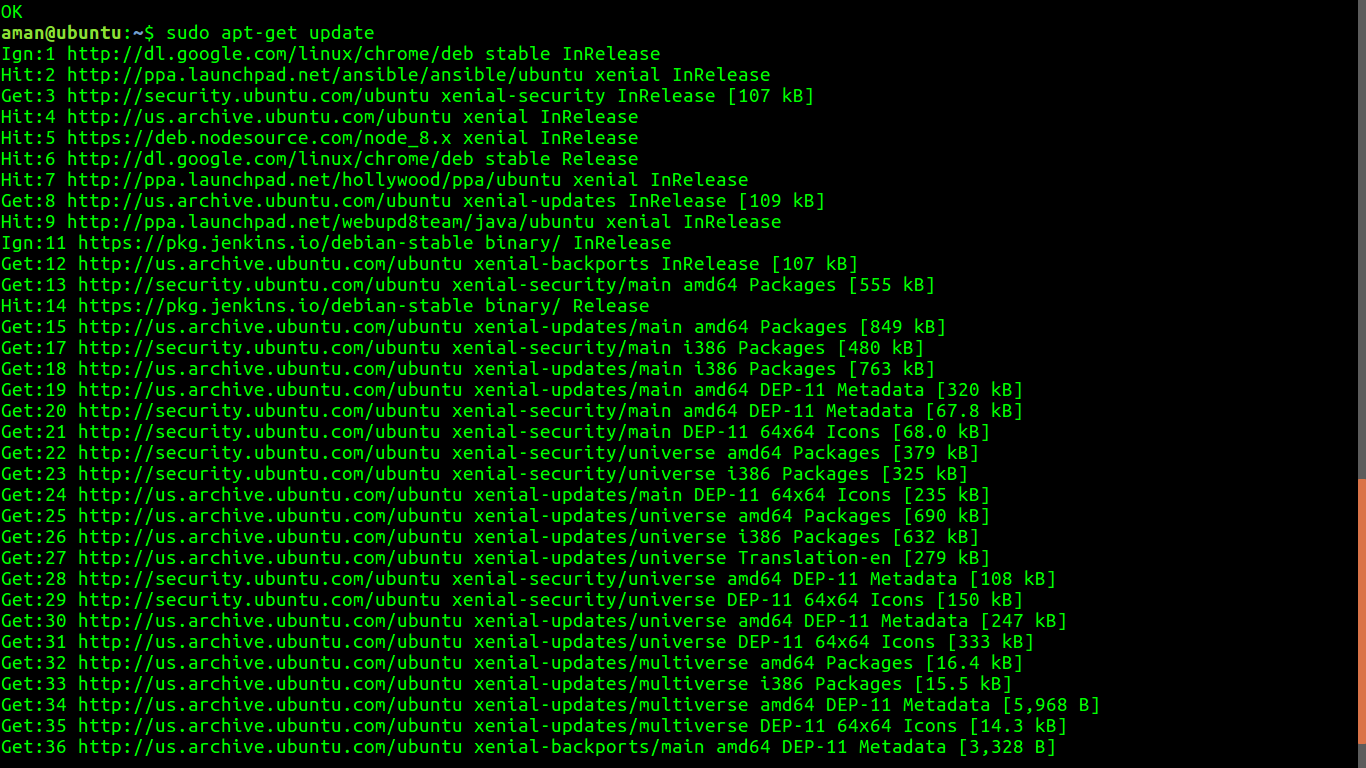 OK
aman@ubuntu:~$ sudo apt-get update
Ign:1 http://dl.google.com/linux/chrome/deb stable InRelease
Hit:2 http://ppa.launchpad.net/ansible/ansible/ubuntu xenial InRelease
Get:3 http://security.ubuntu.com/ubuntu xenial-security InRelease [107 kB]
Hit:4 http://us.archive.ubuntu.com/ubuntu xenial InRelease
Hit:5 https://deb.nodesource.com/node_8.x xenial InRelease
Hit:6 http://dl.google.com/linux/chrome/deb stable Release
Hit:7 http://ppa.launchpad.net/hollywood/ppa/ubuntu xenial InRelease
Get:8 http://us.archive.ubuntu.com/ubuntu xenial-updates InRelease [109 kB]
Hit:9 http://ppa.launchpad.net/webupd8team/java/ubuntu xenial InRelease
Ign:11 https://pkg.jenkins.io/debian-stable binary/ InRelease
Get:12 http://us.archive.ubuntu.com/ubuntu xenial-backports InRelease [107 kB]
Get:13 http://security.ubuntu.com/ubuntu xenial-security/main amd64 Packages [555 kB]
Hit:14 https://pkg.jenkins.io/debian-stable binary/ Release
Get:15 http://us.archive.ubuntu.com/ubuntu xenial-updates/main amd64 Packages [849 kB]
Get:17 http://security.ubuntu.com/ubuntu xenial-security/main i386 Packages [480 kB]
Get:18 http://us.archive.ubuntu.com/ubuntu xenial-updates/main i386 Packages [763 kB]
Get:19 http://us.archive.ubuntu.com/ubuntu xenial-updates/main amd64 DEP-11 Metadata [320 kB]
Get:20 http://security.ubuntu.com/ubuntu xenial-security/main amd64 DEP-11 Metadata [67.8 kB]
Get:21 http://security.ubuntu.com/ubuntu xenial-security/main DEP-11 64x64 Icons [68.0 kB]
Get:22 http://security.ubuntu.com/ubuntu xenial-security/universe amd64 Packages [379 kB]
Get:23 http://security.ubuntu.com/ubuntu xenial-security/universe i386 Packages [325 kB]
Get:24 http://us.archive.ubuntu.com/ubuntu xenial-updates/main DEP-11 64x64 Icons [235 kB]
Get:25 http://us.archive.ubuntu.com/ubuntu xenial-updates/universe amd64 Packages [690 kB]
Get:26 http://us.archive.ubuntu.com/ubuntu xenial-updates/universe i386 Packages [632 kB]
Get:27 http://us.archive.ubuntu.com/ubuntu xenial-updates/universe Translation-en [279 kB]
Get:28 http://security.ubuntu.com/ubuntu xenial-security/universe amd64 DEP-11 Metadata [108 kB]
Get:29 http://security.ubuntu.com/ubuntu xenial-security/universe DEP-11 64x64 Icons [150 kB]
Get:30 http://us.archive.ubuntu.com/ubuntu xenial-updates/universe amd64 DEP-11 Metadata [247 kB]
Get:31 http://us.archive.ubuntu.com/ubuntu xenial-updates/universe DEP-11 64x64 Icons [333 kB]
Get:32 http://us.archive.ubuntu.com/ubuntu xenial-updates/multiverse amd64 Packages [16.4 kB]
Get:33 http://us.archive.ubuntu.com/ubuntu xenial-updates/multiverse i386 Packages [15.5 kB]
Get:34 http://us.archive.ubuntu.com/ubuntu xenial-updates/multiverse amd64 DEP-11 Metadata [5,968 B]
Get:35 http://us.archive.ubuntu.com/ubuntu xenial-updates/multiverse DEP-11 64x64 Icons [14.3 kB]
Get:36 http://us.archive.ubuntu.com/ubuntu xenial-backports/main amd64 DEP-11 Metadata [3,328 B]